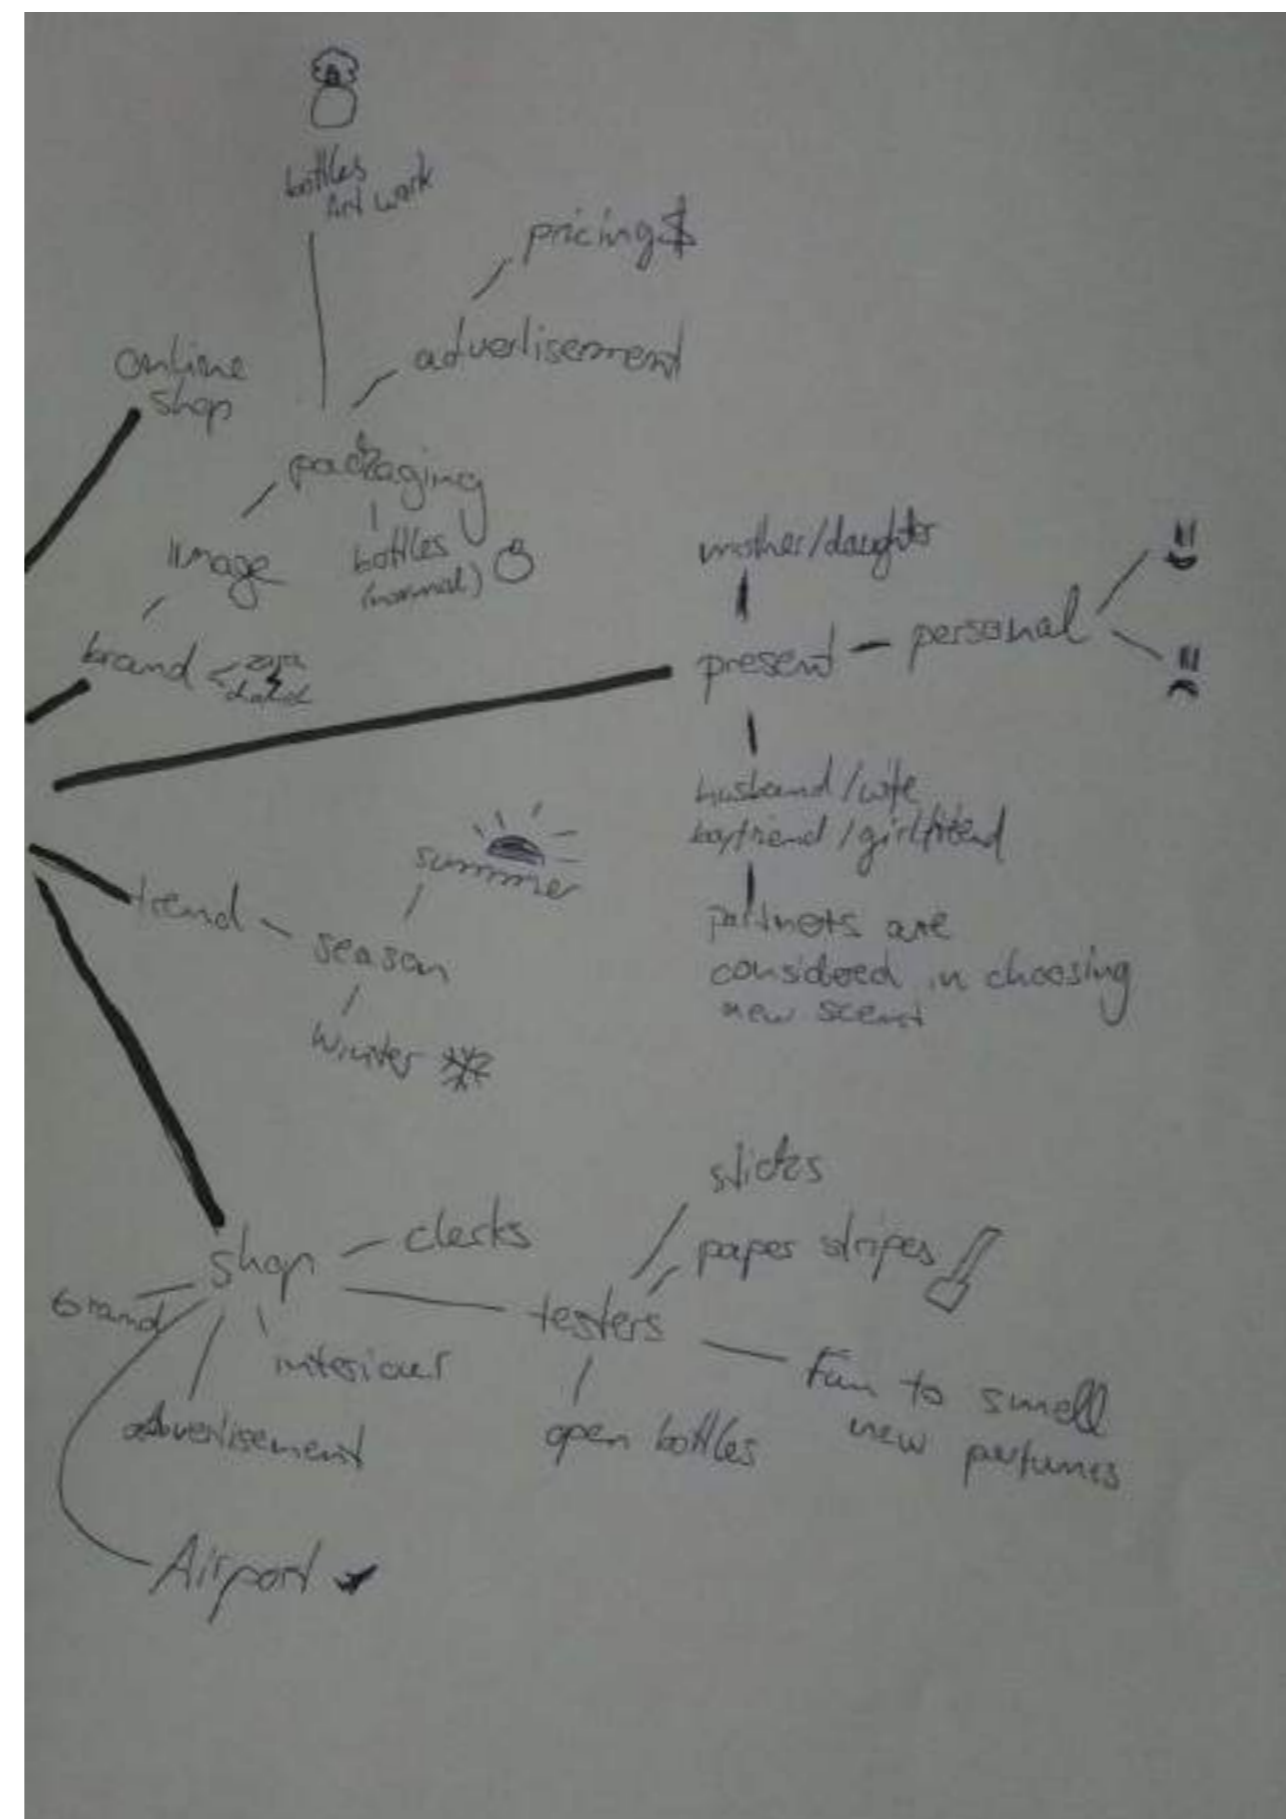 bottles
Art work
pricing $
advertisement
online
shop
packaging
image
bottles
(normal)
brand
mother/daughter
present
personal
husband/wife
boyfriend/girlfriend
partners are
considered in choosing
new scent
summer
trend
season
Winter
sticks
paper stripes
clerks
shop
testers
Brand
interiour
Fun to smell
new perfumes
Advertisement
open bottles
Airport